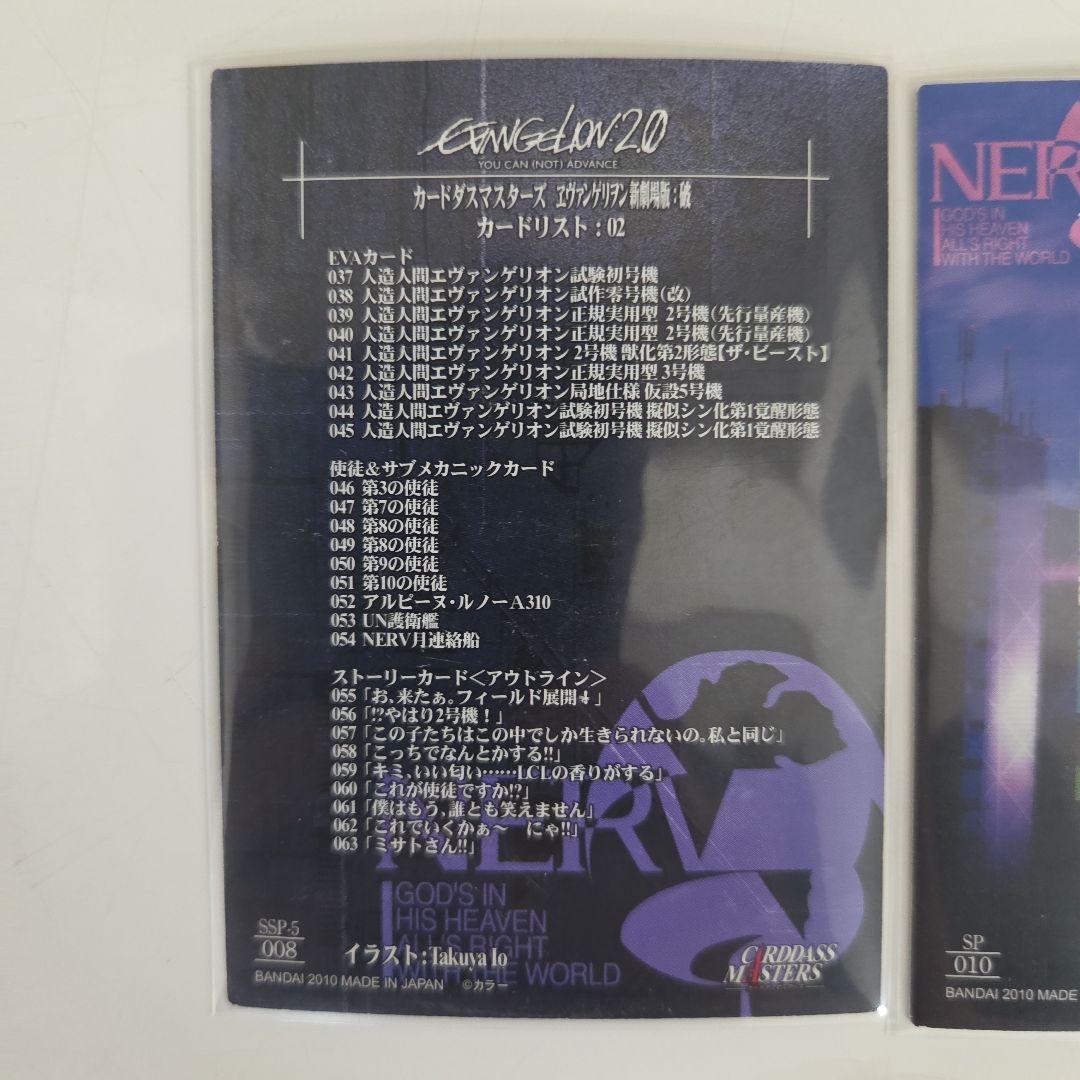 EVANGELION:2.0
YOU CAN (NOT) ADVANCE
カードダスマスターズ ヱヴァンゲリヲン新劇場版:破
カードリスト:02
EVAカード
037 人造人間エヴァンゲリオン試験初号機
038 人造人間エヴァンゲリオン試作零号機(改)
039 人造人間エヴァンゲリオン正規実用型 2号機(先行量産機)
040 人造人間エヴァンゲリオン正規実用型 2号機(先行量産機)
041 人造人間エヴァンゲリオン 2号機 獣化第2形態【ザ・ビースト】
042 人造人間エヴァンゲリオン正規実用型 3号機
043 人造人間エヴァンゲリオン局地仕様 仮設5号機
044 人造人間エヴァンゲリオン試験初号機 擬似シン化第1覚醒形態
045 人造人間エヴァンゲリオン試験初号機 擬似シン化第1覚醒形態
使徒&サブメカニックカード
046 第3の使徒
047 第7の使徒
048 第8の使徒
049 第8の使徒
050 第9の使徒
051 第10の使徒
052 アルピーヌ・ルノーA310
053 UN護衛艦
054 NERV月連絡船
ストーリーカード<アウトライン>
055「お、来たぁ。フィールド展開」
056「!?やはり2号機!」
057「この子たちはこの中でしか生きられないの。私と同じ」
058「こっちでなんとかする!!」
059「キミ、いい匂い……LCLの香りがする」
060「これが使徒ですか!?」
061「僕はもう、誰とも笑えません」
062「これでいくかぁ〜 にゃ!!」
063「ミサトさん!!」
NERV
GOD'S IN
HIS HEAVEN
ALL'S RIGHT
WITH THE WORLD
SSP-5
008
イラスト:Takuya Io
CARDDASS
MASTERS
BANDAI 2010 MADE IN JAPAN ©カラー
NER
GOD'S IN
HIS HEAVEN
ALL'S RIGHT
WITH THE WORLD
SP
010
BANDAI 2010 MADE